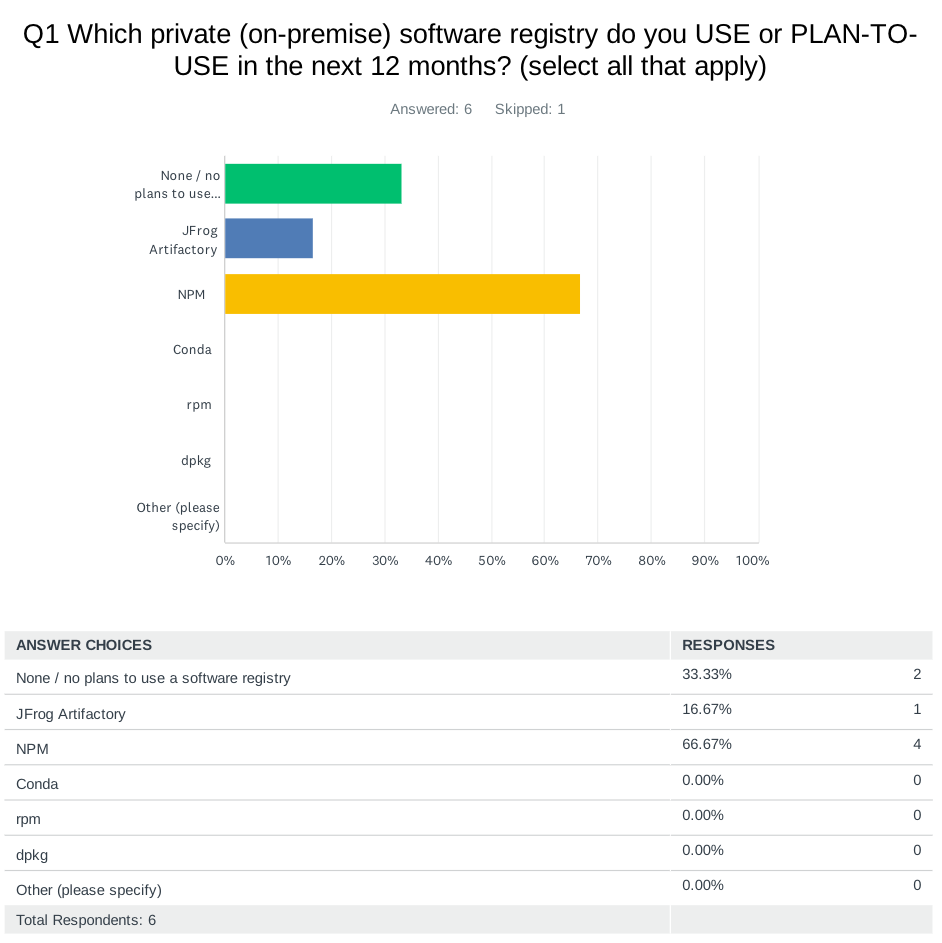 Q1 Which private (on-premise) software registry do you USE or PLAN-TO-
USE in the next 12 months? (select all that apply)
Answered: 6 Skipped: 1
None / no
plans to use...
JFrog
Artifactory
NPM
Conda
rpm
dpkg
Other (please
specify)
0% 10% 20% 30% 40% 50% 60% 70% 80% 90% 100%
ANSWER CHOICES RESPONSES
None / no plans to use a software registry 33.33% 2
JFrog Artifactory 16.67% 1
NPM 66.67% 4
Conda 0.00% 0
rpm 0.00% 0
dpkg 0.00% 0
Other (please specify) 0.00% 0
Total Respondents: 6